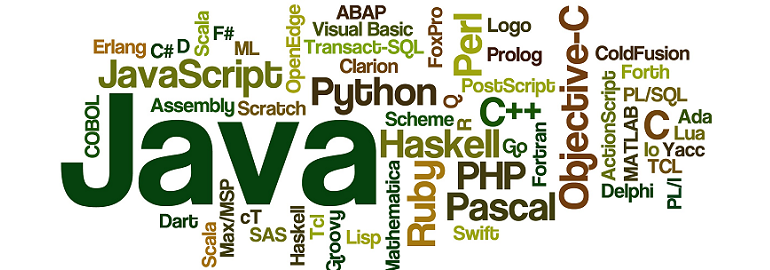 Erlang
C#
D
Scala
F#
ML
OpenEdge
ABAP
Visual Basic
Transact-SQL
Clarion
FoxPro
Perl
Logo
Prolog
PostScript
Objective-C
ColdFusion
Forth
PL/SQL
ActionScript
MATLAB
C
Ada
Lua
Io
Yacc
TCL
Delphi
PL/I
JavaScript
COBOL
Assembly
Scratch
Python
Q
C++
Scheme
R
Java
Haskell
Go
Fortran
Mathematica
Ruby
PHP
Pascal
Swift
Dart
Scala
Max/MSP
cT
SAS
Haskell
Tcl
Groovy
Lisp